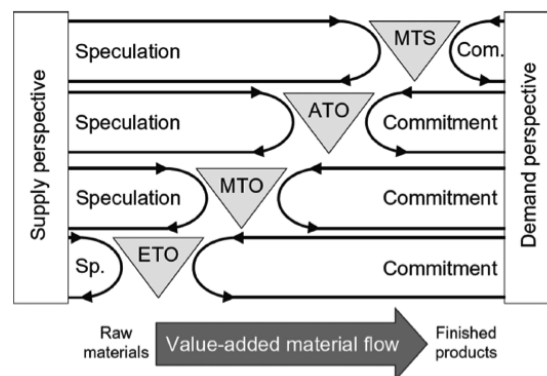 Supply perspective
Speculation MTS Com.
Speculation ATO Commitment
Speculation MTO Commitment
Sp. ETO Commitment
Demand perspective
Raw materials
Value-added material flow
Finished products